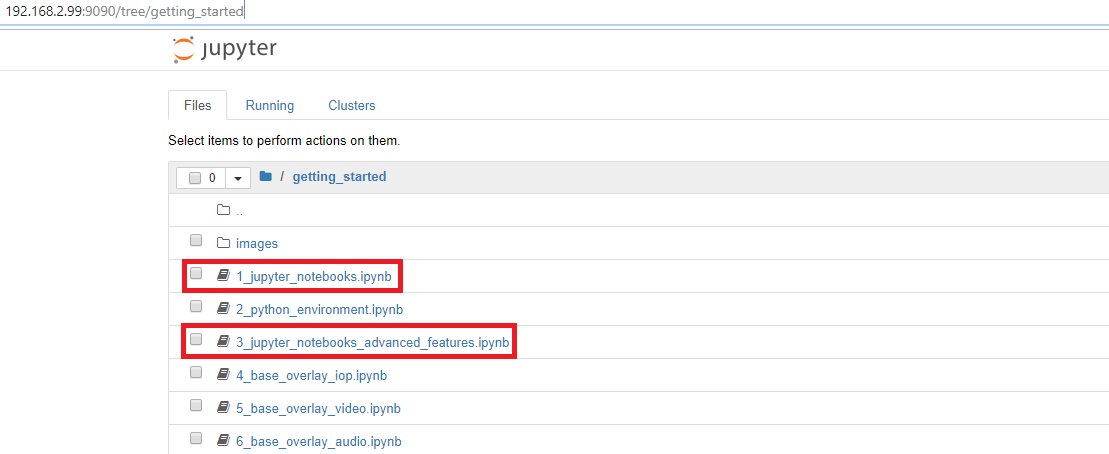 192.168.2.99:9090/tree/getting_started
jupyter
Files Running Clusters
Select items to perform actions on them.
0 / getting_started
..
images
1_jupyter_notebooks.ipynb
2_python_environment.ipynb
3_jupyter_notebooks_advanced_features.ipynb
4_base_overlay_iop.ipynb
5_base_overlay_video.ipynb
6_base_overlay_audio.ipynb